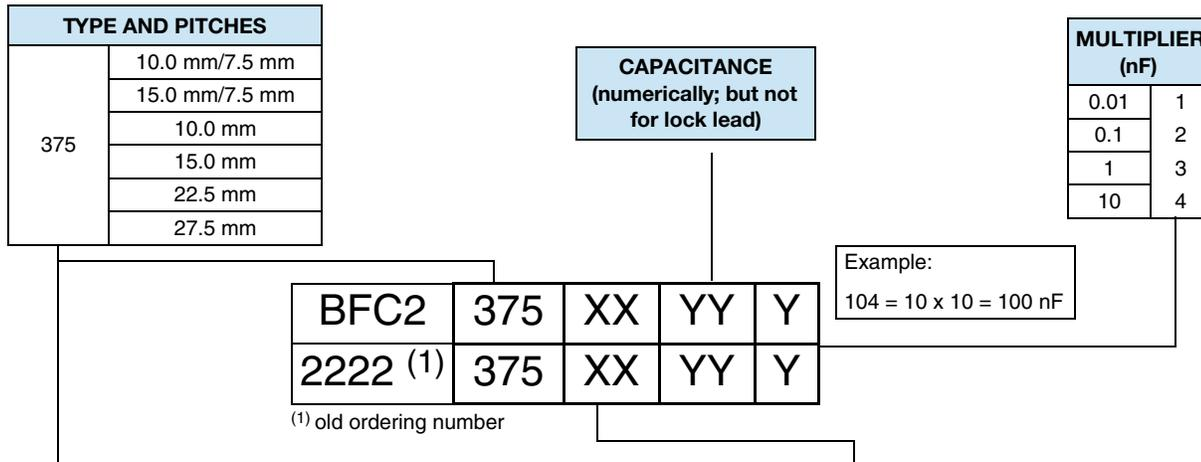 TYPE AND PITCHES
375
10.0 mm/7.5 mm
15.0 mm/7.5 mm
10.0 mm
15.0 mm
22.5 mm
27.5 mm
CAPACITANCE
(numerically; but not
for lock lead)
MULTIPLIER
(nF)
0.01 1
0.1 2
1 3
10 4
Example:
104 = 10 x 10 = 100 nF
BFC2 375 XX YY Y
2222 (1) 375 XX YY Y
(1) old ordering number